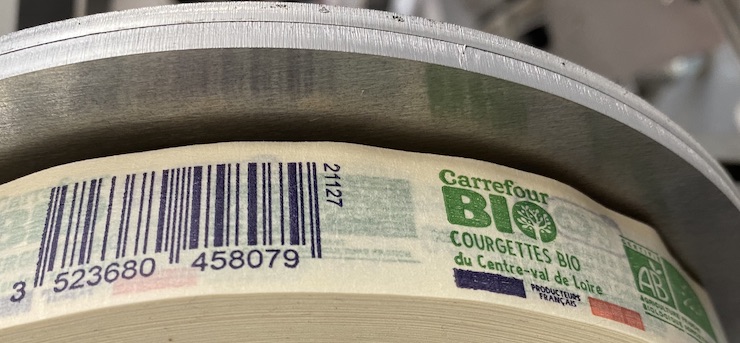 21127
3 523680 458079
Carrefour
BIO
COURGETTES BIO
du Centre-val de Loire
PRODUCTEURS
FRANÇAIS
AB